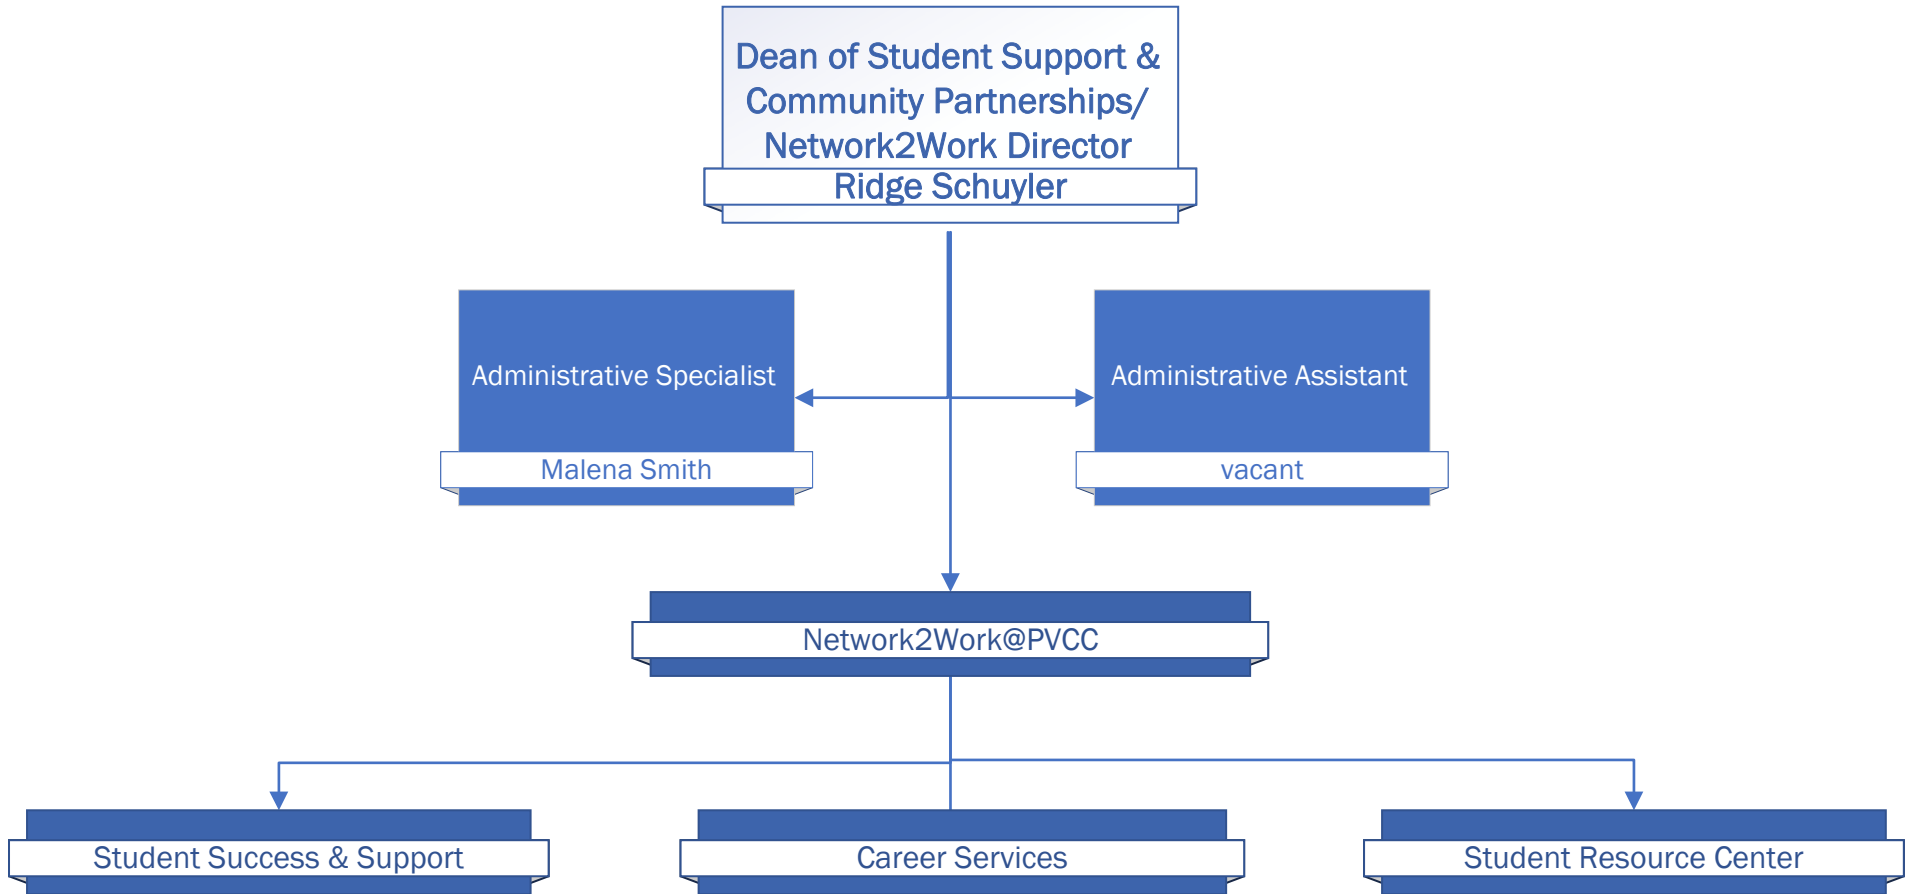 Dean of Student Support &
Community Partnerships/
Network2Work Director
Ridge Schuyler
Administrative Specialist
Malena Smith
Administrative Assistant
vacant
Network2Work@PVCC
Student Success & Support
Career Services
Student Resource Center